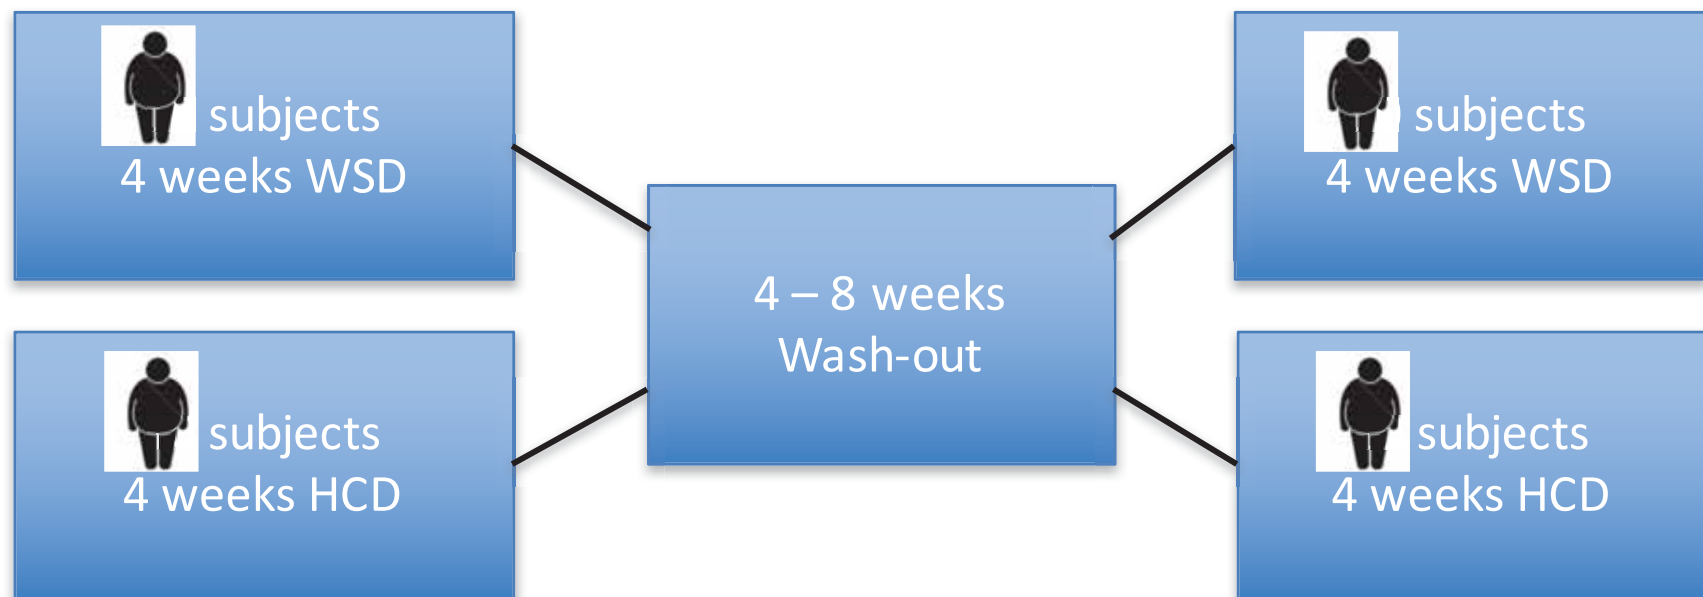 subjects
4 weeks WSD
subjects
4 weeks HCD
4 – 8 weeks
Wash-out
subjects
4 weeks WSD
subjects
4 weeks HCD